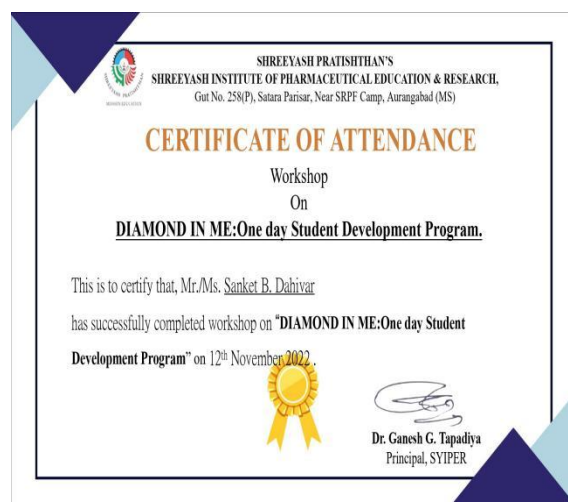 SHREEYASH PRATISHTHAN'S
SHREEYASH INSTITUTE OF PHARMACEUTICAL EDUCATION & RESEARCH,
Gut No. 258(P), Satara Parisar, Near SRPF Camp, Aurangabad (MS)
CERTIFICATE OF ATTENDANCE
Workshop
On
DIAMOND IN ME:One day Student Development Program.
This is to certify that, Mr./Ms. Sanket B. Dahivar
has successfully completed workshop on "DIAMOND IN ME:One day Student
Development Program" on 12th November 2022 .
Dr. Ganesh G. Tapadiya
Principal, SYIPER